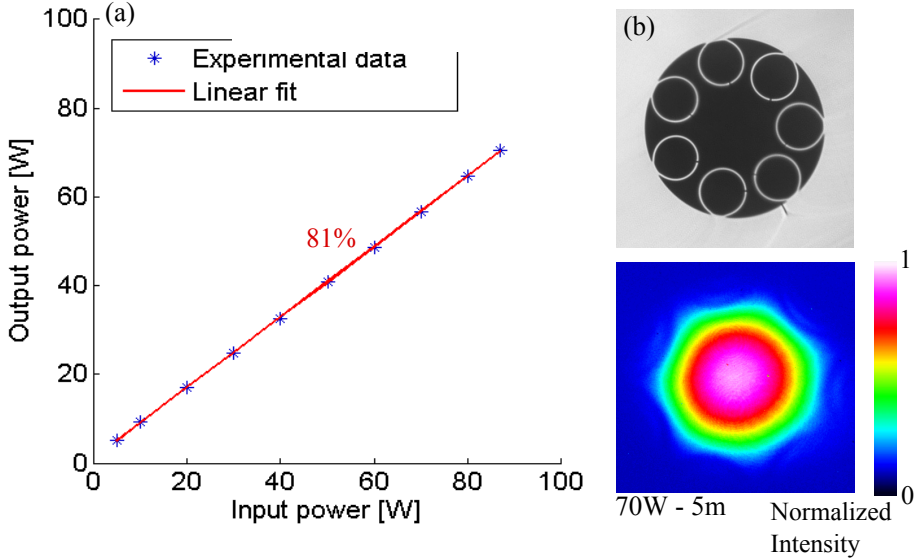 (a)
100
80
60
40
20
0
Output power [W]
Experimental data
Linear fit
81%
0 20 40 60 80 100
Input power [W]
(b)
1
0
70W - 5m
Normalized
Intensity